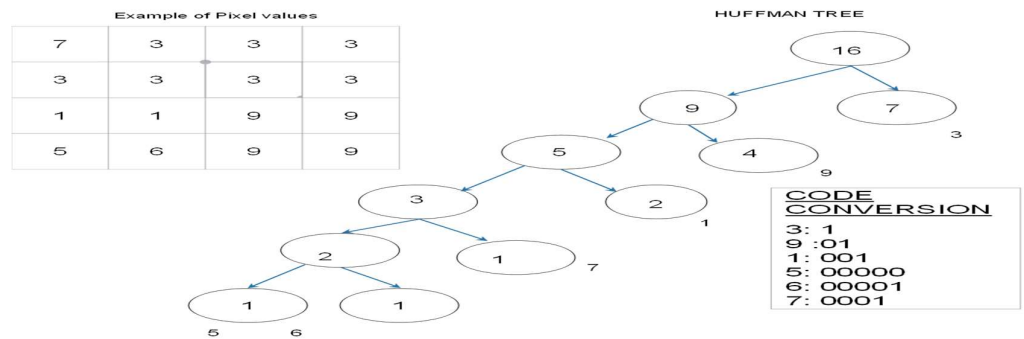 Example of Pixel values
7 3 3 3
3 3 3 3
1 1 9 9
5 6 9 9
HUFFMAN TREE
16
9 7
3
5 4
9
3 2
1
2 1
7
1 1
5 6
CODE
CONVERSION
3: 1
9 :01
1: 001
5: 00000
6: 00001
7: 0001